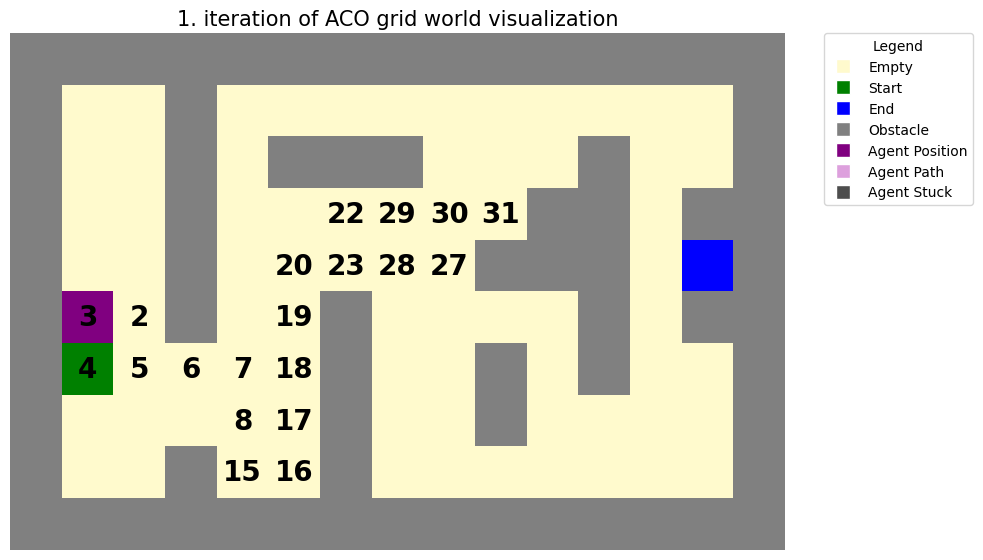 1. iteration of ACO grid world visualization
Legend
Empty
Start
End
Obstacle
Agent Position
Agent Path
Agent Stuck
22 29 30 31
20 23 28 27
3 2 19
4 5 6 7 18
8 17
15 16